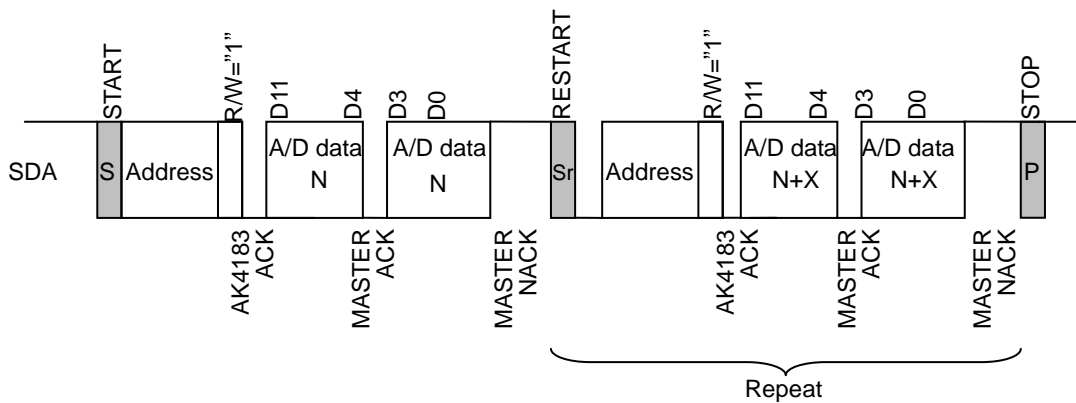 START
R/W="1"
D11
D4
D3
D0
RESTART
R/W="1"
D11
D4
D3
D0
STOP
SDA
S
Address
A/D data
N
A/D data
N
Sr
Address
A/D data
N+X
A/D data
N+X
P
AK4183
ACK
MASTER
ACK
MASTER
NACK
AK4183
ACK
MASTER
ACK
MASTER
NACK
Repeat